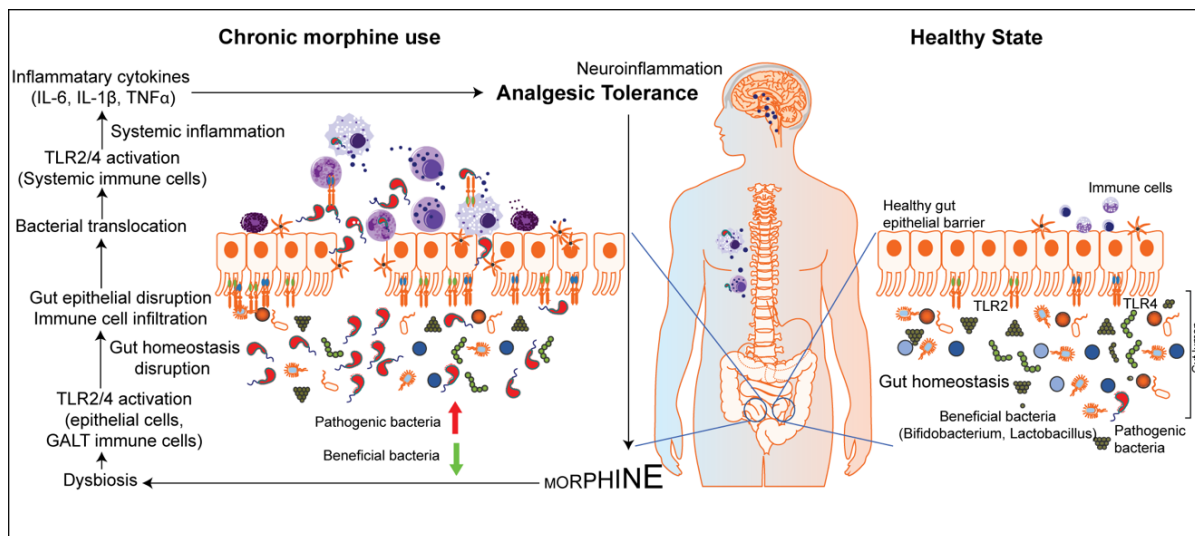 Chronic morphine use
Inflammatary cytokines
(IL-6, IL-1β, TNFα)
Systemic inflammation
TLR2/4 activation
(Systemic immune cells)
Bacterial translocation
Gut epithelial disruption
Immune cell infiltration
Gut homeostasis
disruption
TLR2/4 activation
(epithelial cells,
GALT immune cells)
Dysbiosis
Pathogenic bacteria
Beneficial bacteria
Neuroinflammation
Analgesic Tolerance
MORPHINE
Healthy State
Immune cells
Healthy gut
epithelial barrier
TLR2
TLR4
Gut homeostasis
Beneficial bacteria
(Bifidobacterium, Lactobacillus)
Pathogenic
bacteria